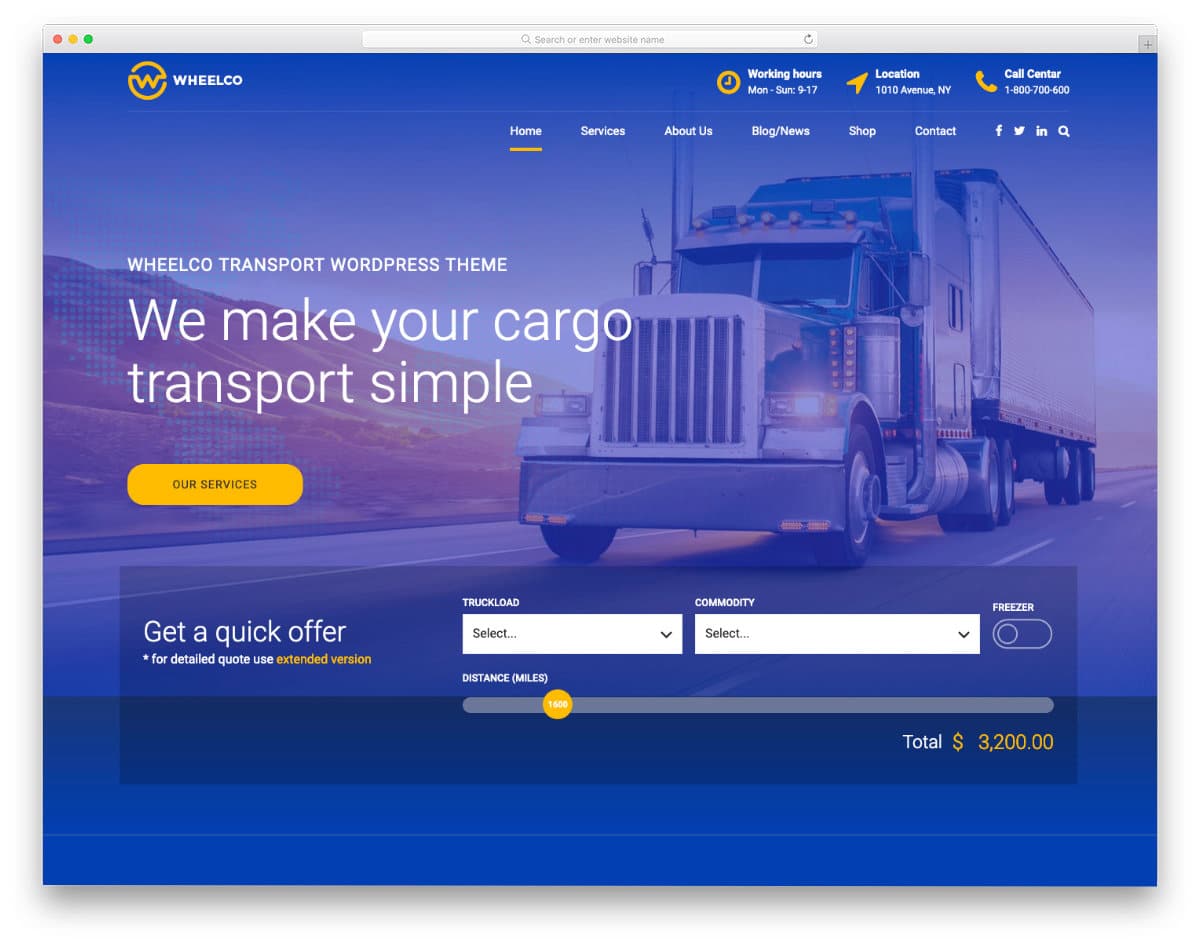 Search or enter website name
WHEELCO
Working hours
Mon - Sun: 9-17
Location
1010 Avenue, NY
Call Centar
1-800-700-600
Home Services About Us Blog/News Shop Contact
WHEELCO TRANSPORT WORDPRESS THEME
We make your cargo
transport simple
OUR SERVICES
Get a quick offer
* for detailed quote use extended version
TRUCKLOAD
Select...
COMMODITY
Select...
FREEZER
DISTANCE (MILES)
1600
Total $ 3,200.00